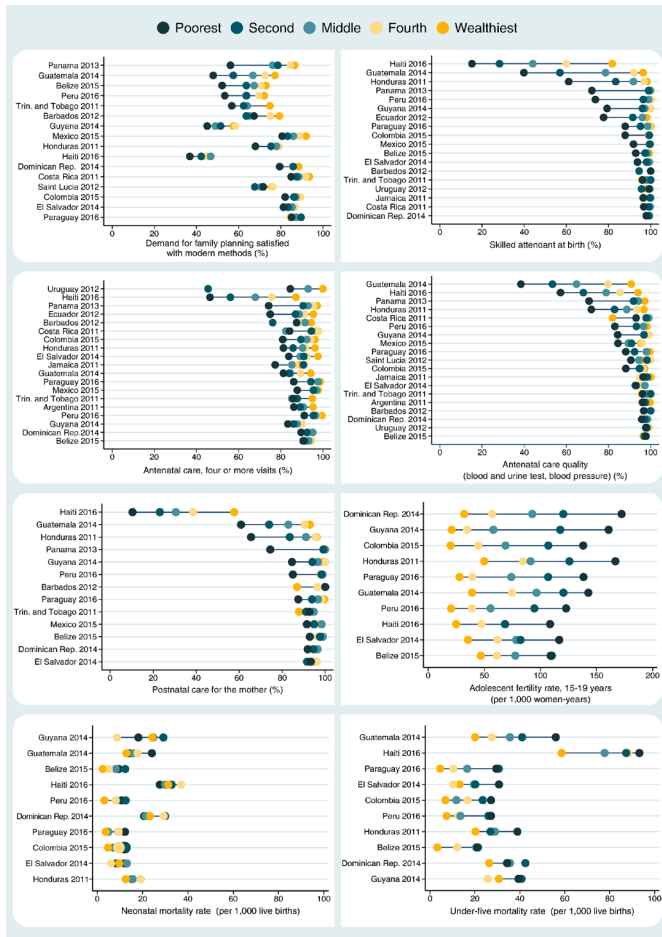 Poorest Second Middle Fourth Wealthiest
Panama 2013
Guatemala 2014
Belize 2015
Peru 2016
Trin. and Tobago 2011
Barbados 2012
Guyana 2014
Mexico 2015
Honduras 2011
Haiti 2016
Dominican Rep. 2014
Costa Rica 2011
Saint Lucia 2012
Colombia 2015
El Salvador 2014
Paraguay 2016
0 20 40 60 80 100
Demand for family planning satisfied
with modern methods (%)
Haiti 2016
Guatemala 2014
Honduras 2011
Panama 2013
Peru 2016
Guyana 2014
Ecuador 2012
Paraguay 2016
Colombia 2015
Mexico 2015
Belize 2015
El Salvador 2014
Barbados 2012
Trin. and Tobago 2011
Uruguay 2012
Jamaica 2011
Costa Rica 2011
Dominican Rep. 2014
0 20 40 60 80 100
Skilled attendant at birth (%)
Uruguay 2012
Haiti 2016
Panama 2013
Ecuador 2012
Barbados 2012
Costa Rica 2011
Colombia 2015
Honduras 2011
El Salvador 2014
Jamaica 2011
Guatemala 2014
Paraguay 2016
Mexico 2015
Trin. and Tobago 2011
Argentina 2011
Peru 2016
Guyana 2014
Dominican Rep.2014
Belize 2015
0 20 40 60 80 100
Antenatal care, four or more visits (%)
Guatemala 2014
Haiti 2016
Panama 2013
Honduras 2011
Costa Rica 2011
Peru 2016
Guyana 2014
Mexico 2015
Paraguay 2016
Saint Lucia 2012
Colombia 2015
Jamaica 2011
El Salvador 2014
Trin. and Tobago 2011
Argentina 2011
Barbados 2012
Dominican Rep. 2014
Uruguay 2012
Belize 2015
0 20 40 60 80 100
Antenatal care quality
(blood and urine test, blood pressure) (%)
Haiti 2016
Guatemala 2014
Honduras 2011
Panama 2013
Guyana 2014
Peru 2016
Barbados 2012
Paraguay 2016
Trin. and Tobago 2011
Mexico 2015
Belize 2015
Dominican Rep. 2014
El Salvador 2014
0 20 40 60 80 100
Postnatal care for the mother (%)
Dominican Rep. 2014
Guyana 2014
Colombia 2015
Honduras 2011
Paraguay 2016
Guatemala 2014
Peru 2016
Haiti 2016
El Salvador 2014
Belize 2015
0 50 100 150 200
Adolescent fertility rate, 15-19 years
(per 1,000 women-years)
Guyana 2014
Guatemala 2014
Belize 2015
Haiti 2016
Peru 2016
Dominican Rep. 2014
Paraguay 2016
Colombia 2015
El Salvador 2014
Honduras 2011
0 20 40 60 80 100
Neonatal mortality rate (per 1,000 live births)
Guatemala 2014
Haiti 2016
Paraguay 2016
El Salvador 2014
Colombia 2015
Peru 2016
Honduras 2011
Belize 2015
Dominican Rep. 2014
Guyana 2014
0 20 40 60 80 100
Under-five mortality rate (per 1,000 live births)